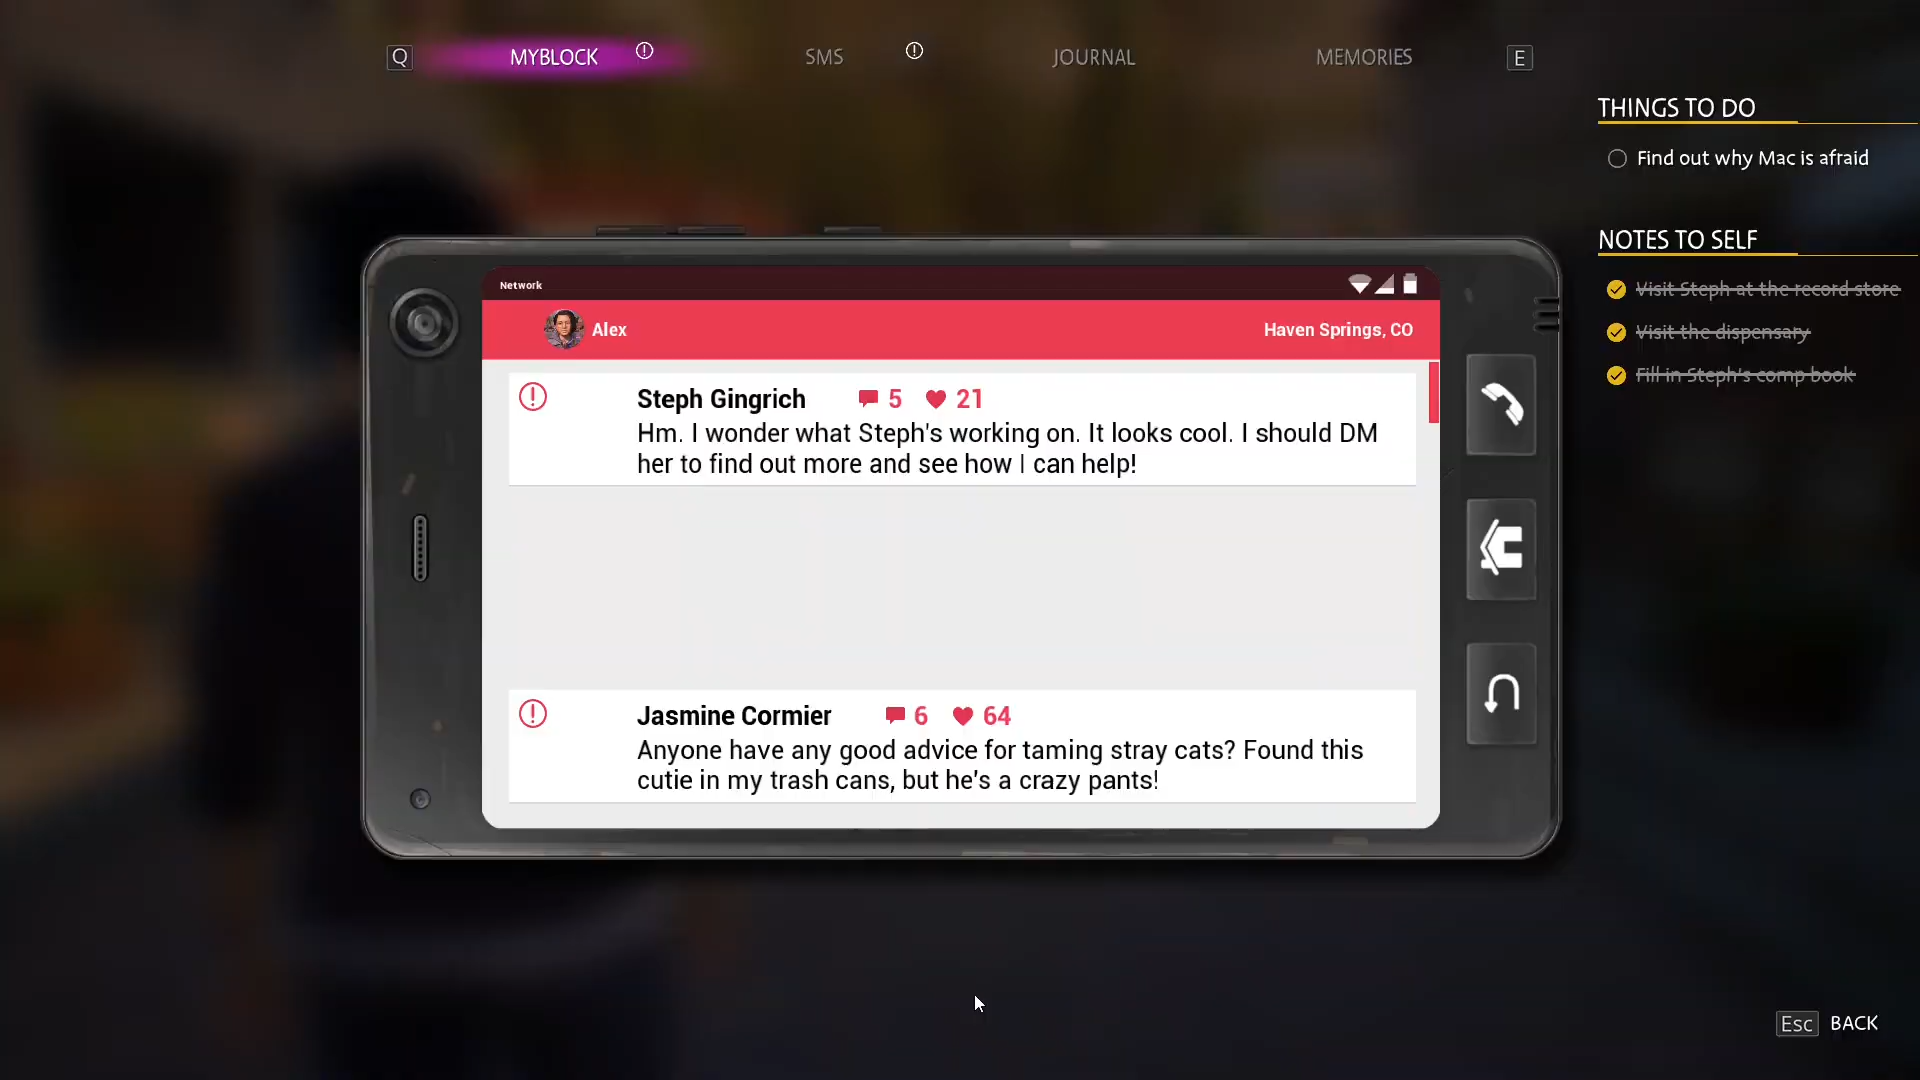 Q
MYBLOCK
SMS
JOURNAL
MEMORIES
E
THINGS TO DO
Find out why Mac is afraid
NOTES TO SELF
Visit Steph at the record store
Visit the dispensary
Fill in Steph's comp book
Network
Alex
Haven Springs, CO
Steph Gingrich 5 21
Hm. I wonder what Steph's working on. It looks cool. I should DM
her to find out more and see how I can help!
Jasmine Cormier 6 64
Anyone have any good advice for taming stray cats? Found this
cutie in my trash cans, but he's a crazy pants!
Esc BACK